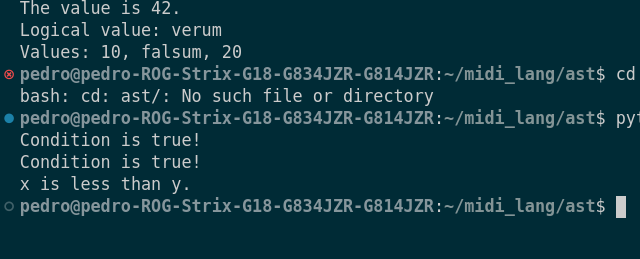 The value is 42.
Logical value: verum
Values: 10, falsum, 20
pedro@pedro-ROG-Strix-G18-G834JZR-G814JZR:~/midi_lang/ast$ cd
bash: cd: ast/: No such file or directory
pedro@pedro-ROG-Strix-G18-G834JZR-G814JZR:~/midi_lang/ast$ pyt
Condition is true!
Condition is true!
x is less than y.
pedro@pedro-ROG-Strix-G18-G834JZR-G814JZR:~/midi_lang/ast$